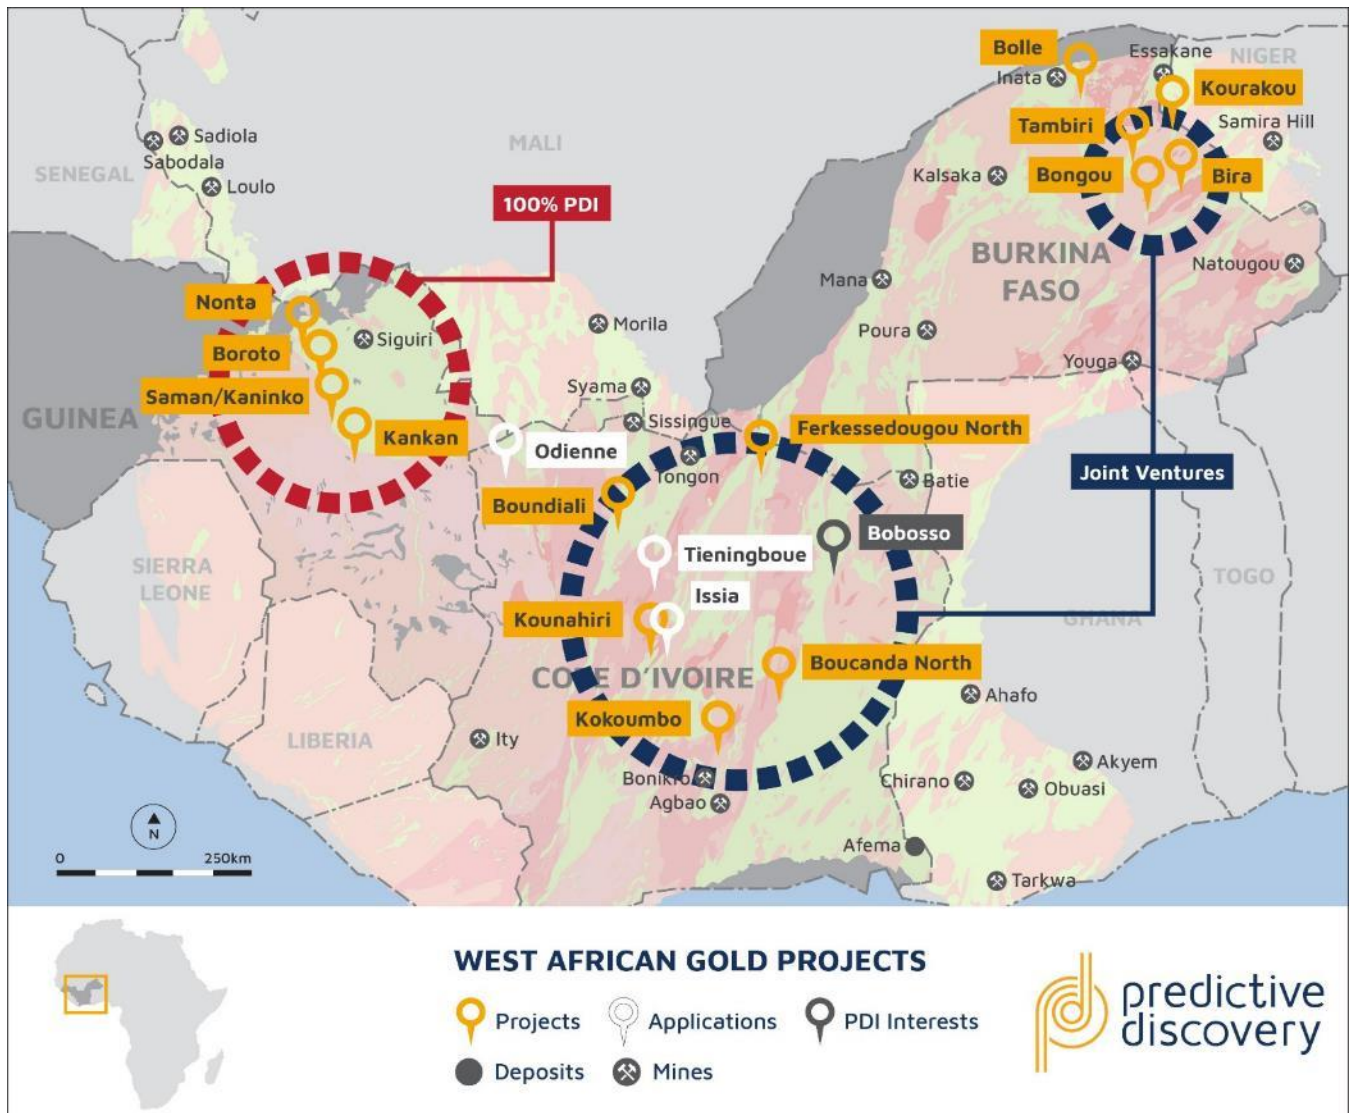 Bolle
Essakane
NIGER
Inata
Kourakou
Tambiri
Samira Hill
Sadiola
Sabodala
MALI
SENEGAL
Loulo
Kalsaka
Bongou
Bira
100% PDI
BURKINA
FASO
Natougou
Mana
Nonta
Morila
Siguiri
Poura
Boroto
Youga
Syama
Saman/Kaninko
GUINEA
Sissingue
Ferkessedougou North
Kankan
Odienne
Tongon
Joint Ventures
Batie
Boundiali
Bobosso
Tieningboue
SIERRA
LEONE
TOGO
Issia
Kounahiri
GHANA
Boucanda North
COTE D'IVOIRE
Ahafo
Kokoumbo
LIBERIA
Ity
Akyem
Bonikro
Chirano
Obuasi
Agbao
N
Afema
0 250km
Tarkwa
WEST AFRICAN GOLD PROJECTS
Projects
Applications
PDI Interests
Deposits
Mines
predictive
discovery